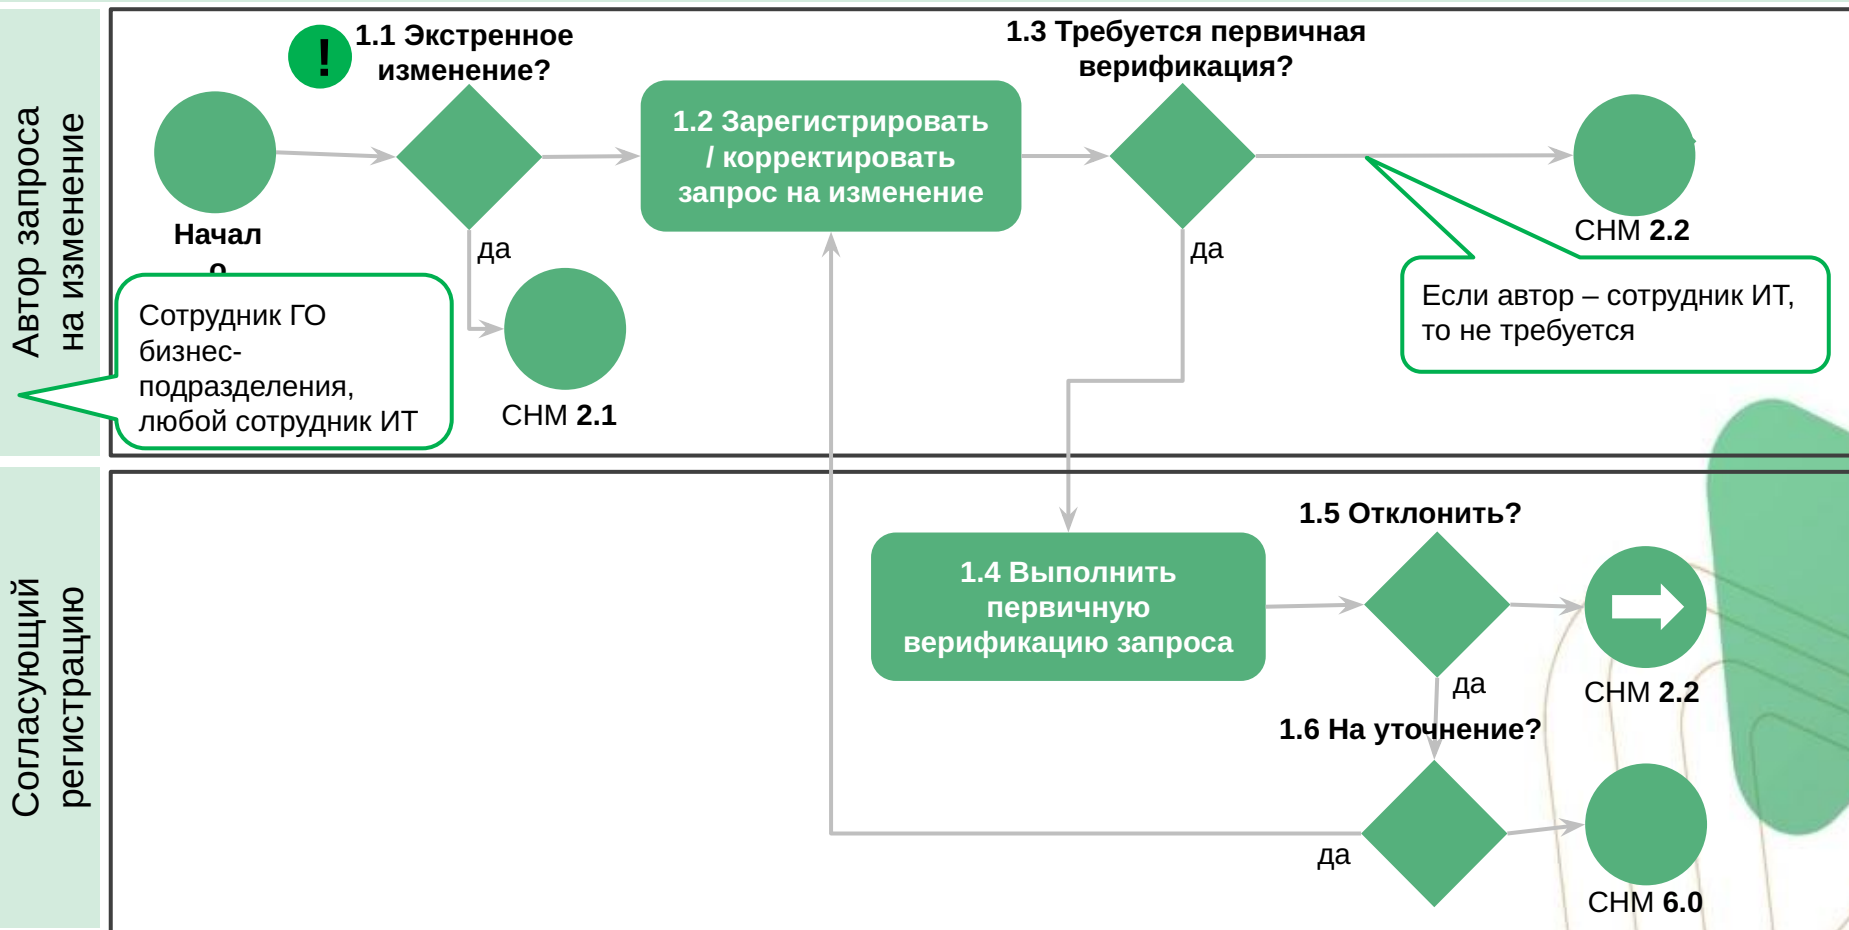 Автор запроса
на изменение
!
1.1 Экстренное
изменение?
1.3 Требуется первичная
верификация?
1.2 Зарегистрировать
/ корректировать
запрос на изменение
Начал
о
да
да
СНМ 2.2
Сотрудник ГО
бизнес-
подразделения,
любой сотрудник ИТ
СНМ 2.1
Если автор – сотрудник ИТ,
то не требуется
Согласующий
регистрацию
1.5 Отклонить?
1.4 Выполнить
первичную
верификацию запроса
да
СНМ 2.2
1.6 На уточнение?
да
СНМ 6.0